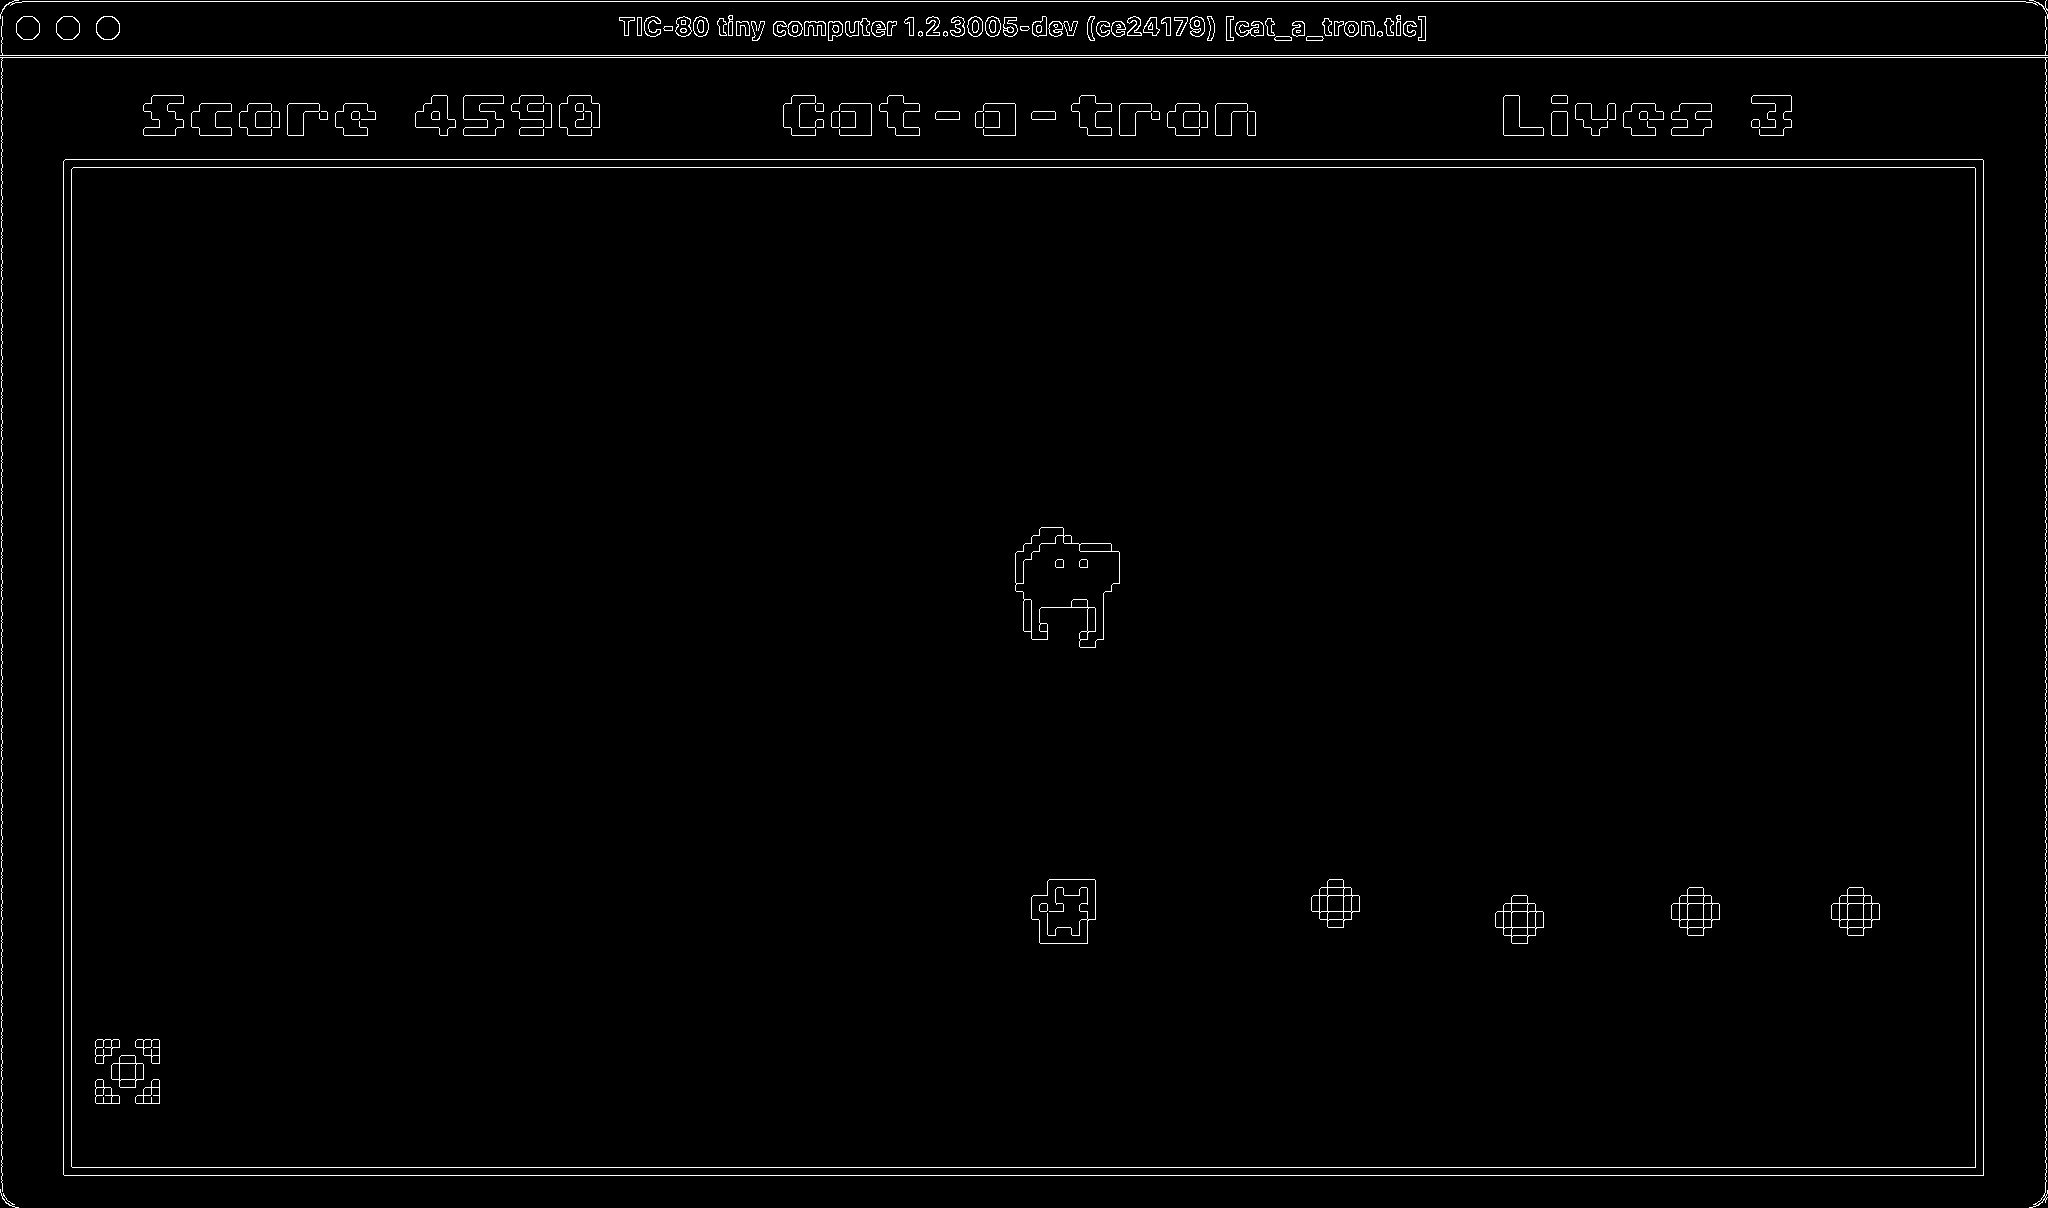 TIC-80 tiny computer 1.2.3005-dev (ce24179) [cat_a_tron.tic]
Score 4590 Cat-a-tron Lives 3